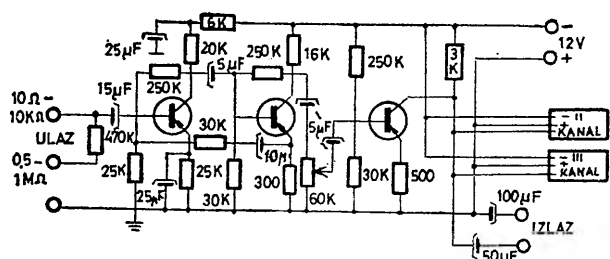 6K
−
25µF
20K
5µF
250K
16K
250K
3K
12V
+
15µF
250K
10Ω-
10KΩ
ULAZ
470K
30K
10µ
5µF
− II
+ KANAL
− III
+ KANAL
0,5-
1MΩ
25K
25µF
25K
30K
300
60K
30K
500
100µF
IZLAZ
50µF